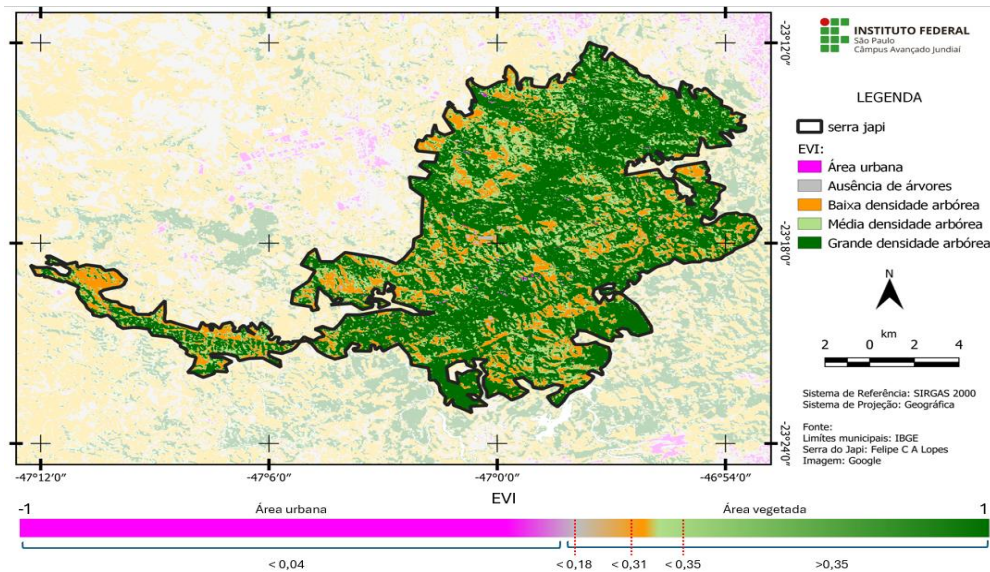 -23°12'0"
-23°18'0"
-23°24'0"
-47°12'0"
-47°6'0"
-47°0'0"
-46°54'0"
INSTITUTO FEDERAL
São Paulo
Câmpus Avançado Jundiaí
LEGENDA
serra japi
EVI:
Área urbana
Ausência de árvores
Baixa densidade arbórea
Média densidade arbórea
Grande densidade arbórea
N
km
2 0 2 4
Sistema de Referência: SIRGAS 2000
Sistema de Projeção: Geográfica
Fonte:
Limítes municipais: IBGE
Serra do Japi: Felipe C A Lopes
Imagem: Google
EVI
-1 Área urbana Área vegetada 1
< 0,04 < 0,18 < 0,31 < 0,35 >0,35